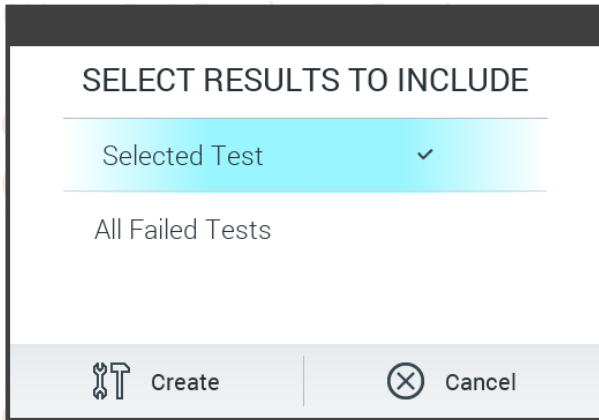 SELECT RESULTS TO INCLUDE
Selected Test
All Failed Tests
Create
Cancel